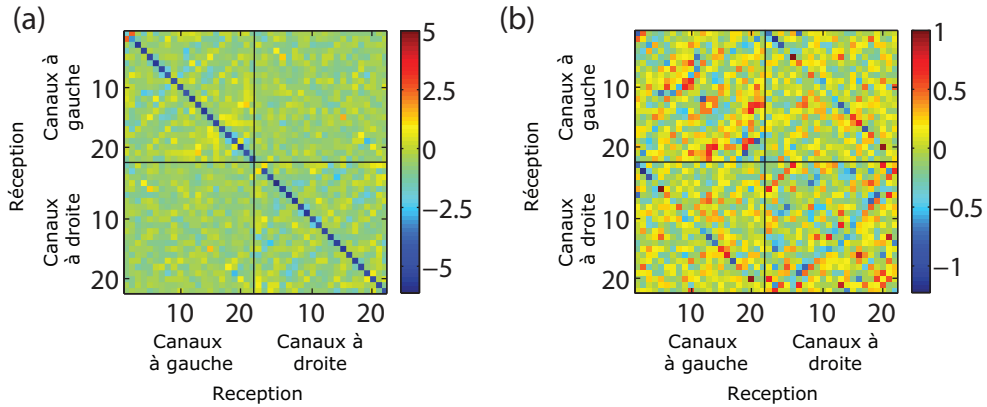 (a)
(b)
Réception
Canaux à
gauche
Canaux
à droite
10
20
10
20
10
20
10
20
Canaux
à gauche
Canaux à
droite
Reception
5
2.5
0
−2.5
−5
Réception
Canaux à
gauche
Canaux
à droite
10
20
10
20
10
20
10
20
Canaux
à gauche
Canaux à
droite
Reception
1
0.5
0
−0.5
−1